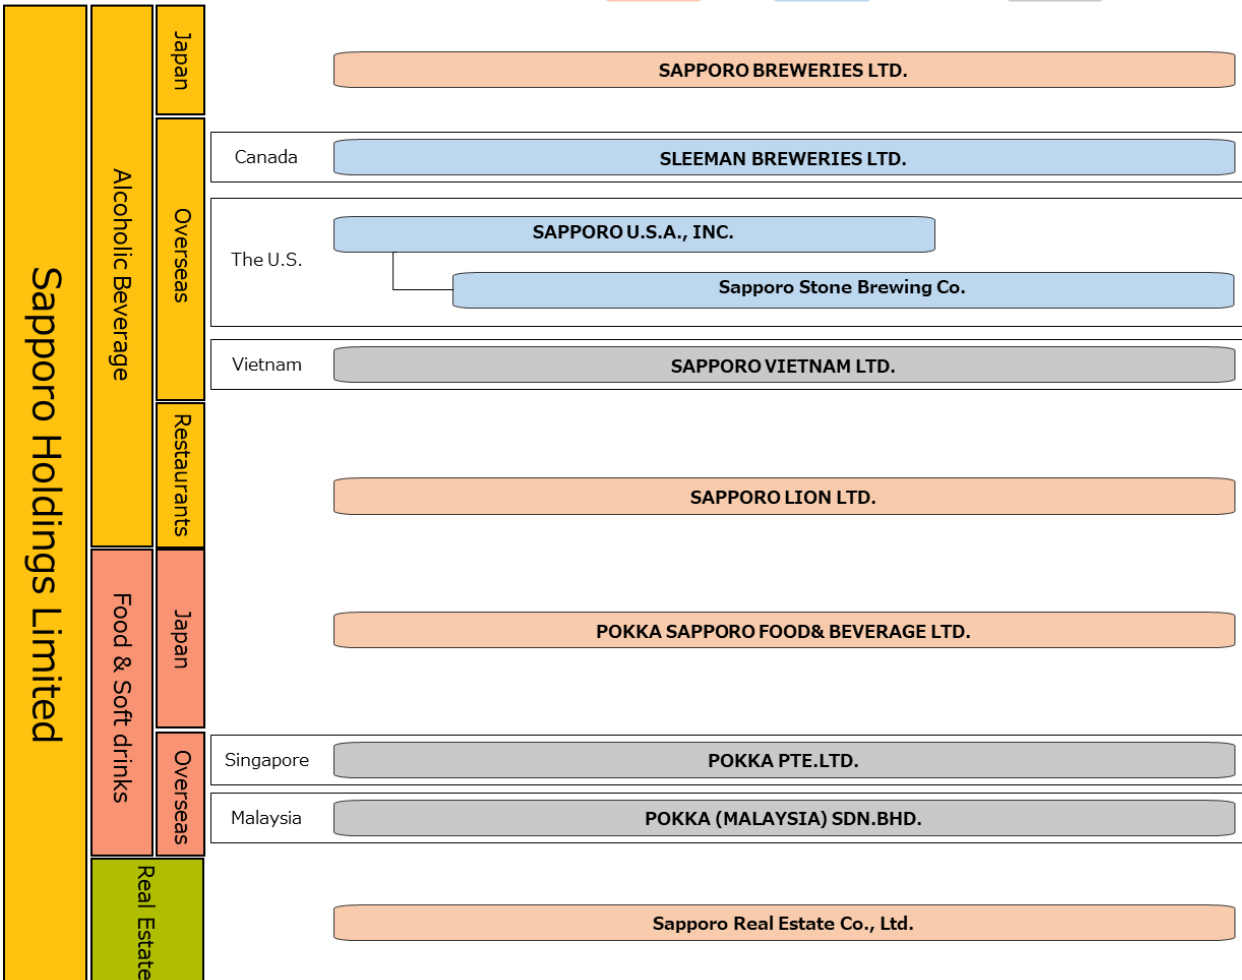 Sapporo Holdings Limited
Alcoholic Beverage
Japan
SAPPORO BREWERIES LTD.
Overseas
Canada
SLEEMAN BREWERIES LTD.
The U.S.
SAPPORO U.S.A., INC.
Sapporo Stone Brewing Co.
Vietnam
SAPPORO VIETNAM LTD.
Restaurants
SAPPORO LION LTD.
Food & Soft drinks
Japan
POKKA SAPPORO FOOD& BEVERAGE LTD.
Overseas
Singapore
POKKA PTE.LTD.
Malaysia
POKKA (MALAYSIA) SDN.BHD.
Real Estate
Sapporo Real Estate Co., Ltd.